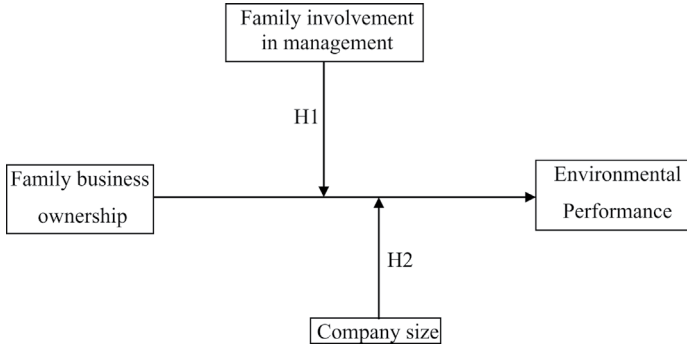 Family involvement
in management
H1
Family business
ownership
Environmental
Performance
H2
Company size